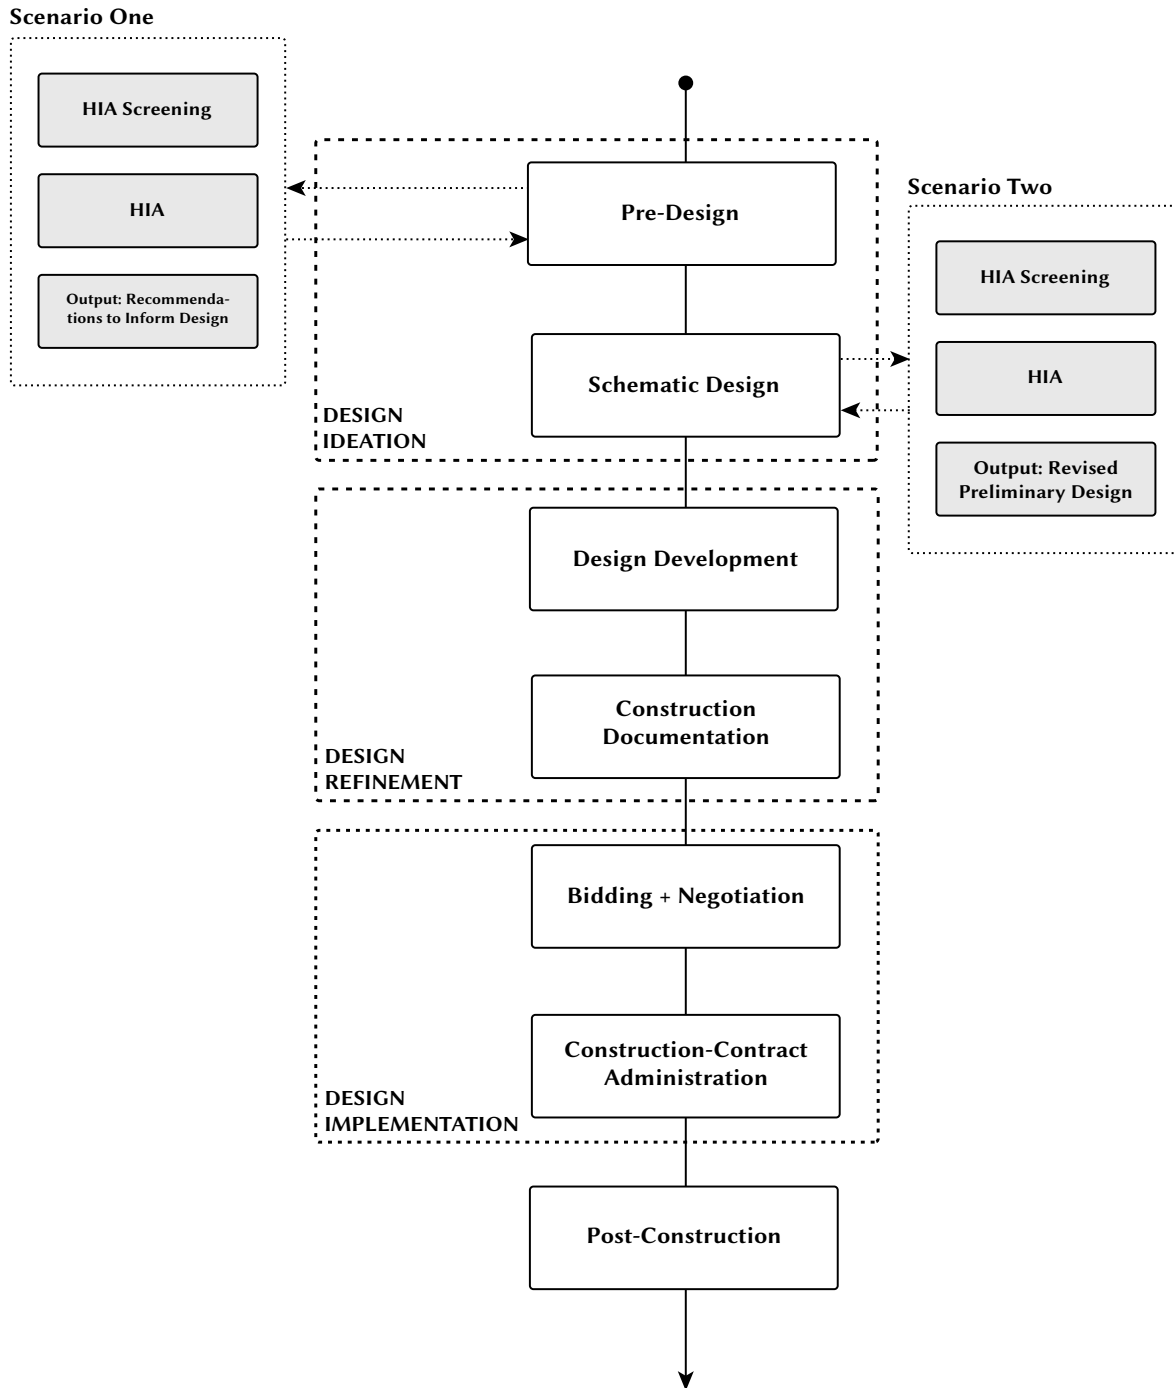 Scenario One
HIA Screening
HIA
Output: Recommenda-
tions to Inform Design
Pre-Design
Schematic Design
DESIGN
IDEATION
Scenario Two
HIA Screening
HIA
Output: Revised
Preliminary Design
Design Development
Construction
Documentation
DESIGN
REFINEMENT
Bidding + Negotiation
Construction-Contract
Administration
DESIGN
IMPLEMENTATION
Post-Construction